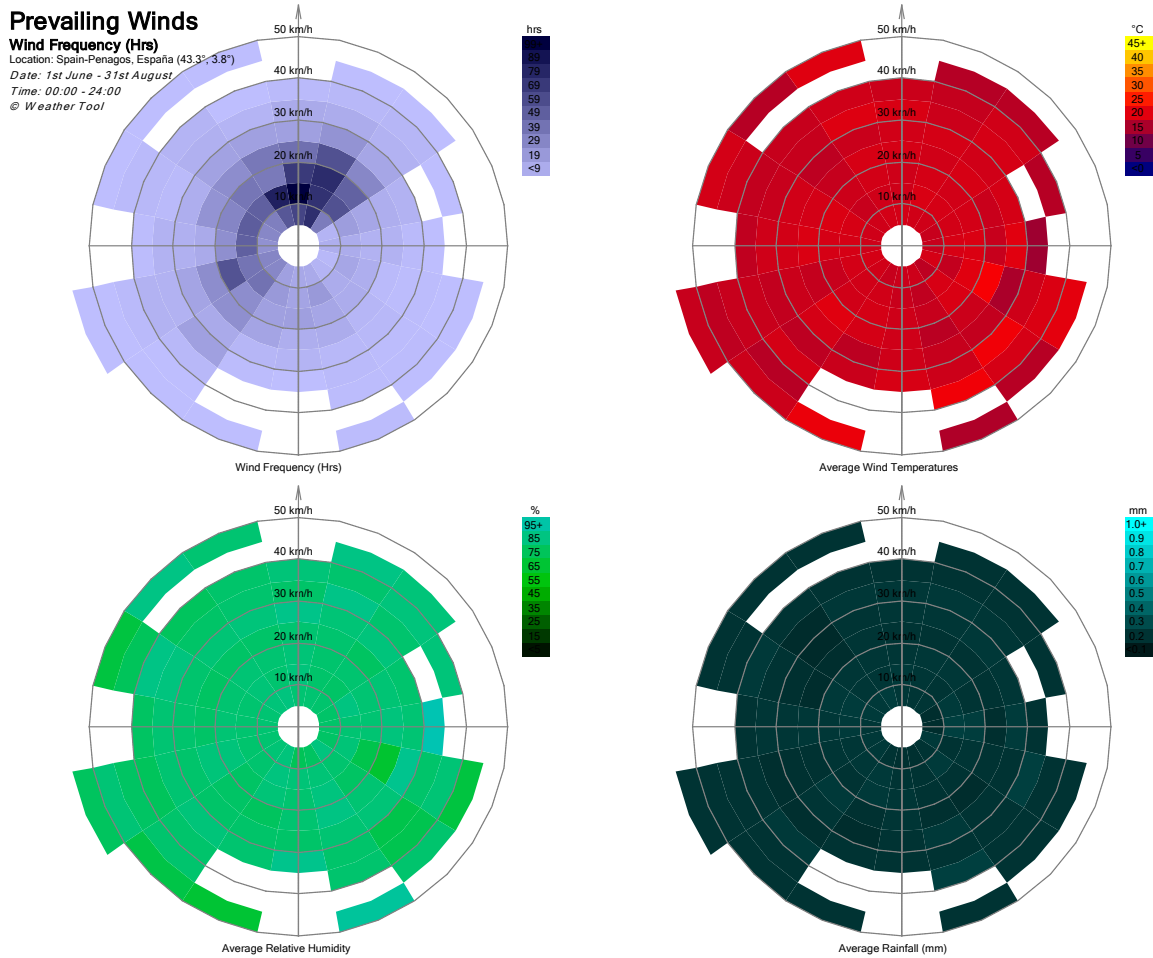 Prevailing Winds
Wind Frequency (Hrs)
Location: Spain-Penagos, España (43.3°, 3.8°)
Date: 1st June - 31st August
Time: 00:00 - 24:00
© Weather Tool
50 km/h
40 km/h
30 km/h
20 km/h
10 km/h
hrs
89
79
69
59
49
39
29
19
<9
Wind Frequency (Hrs)
50 km/h
40 km/h
30 km/h
20 km/h
10 km/h
°C
45+
40
35
30
25
20
15
10
5
Average Wind Temperatures
50 km/h
40 km/h
30 km/h
20 km/h
10 km/h
%
95+
85
75
65
55
45
35
25
15
Average Relative Humidity
50 km/h
40 km/h
30 km/h
20 km/h
10 km/h
mm
1.0+
0.9
0.8
0.7
0.6
0.5
0.4
0.3
0.2
Average Rainfall (mm)